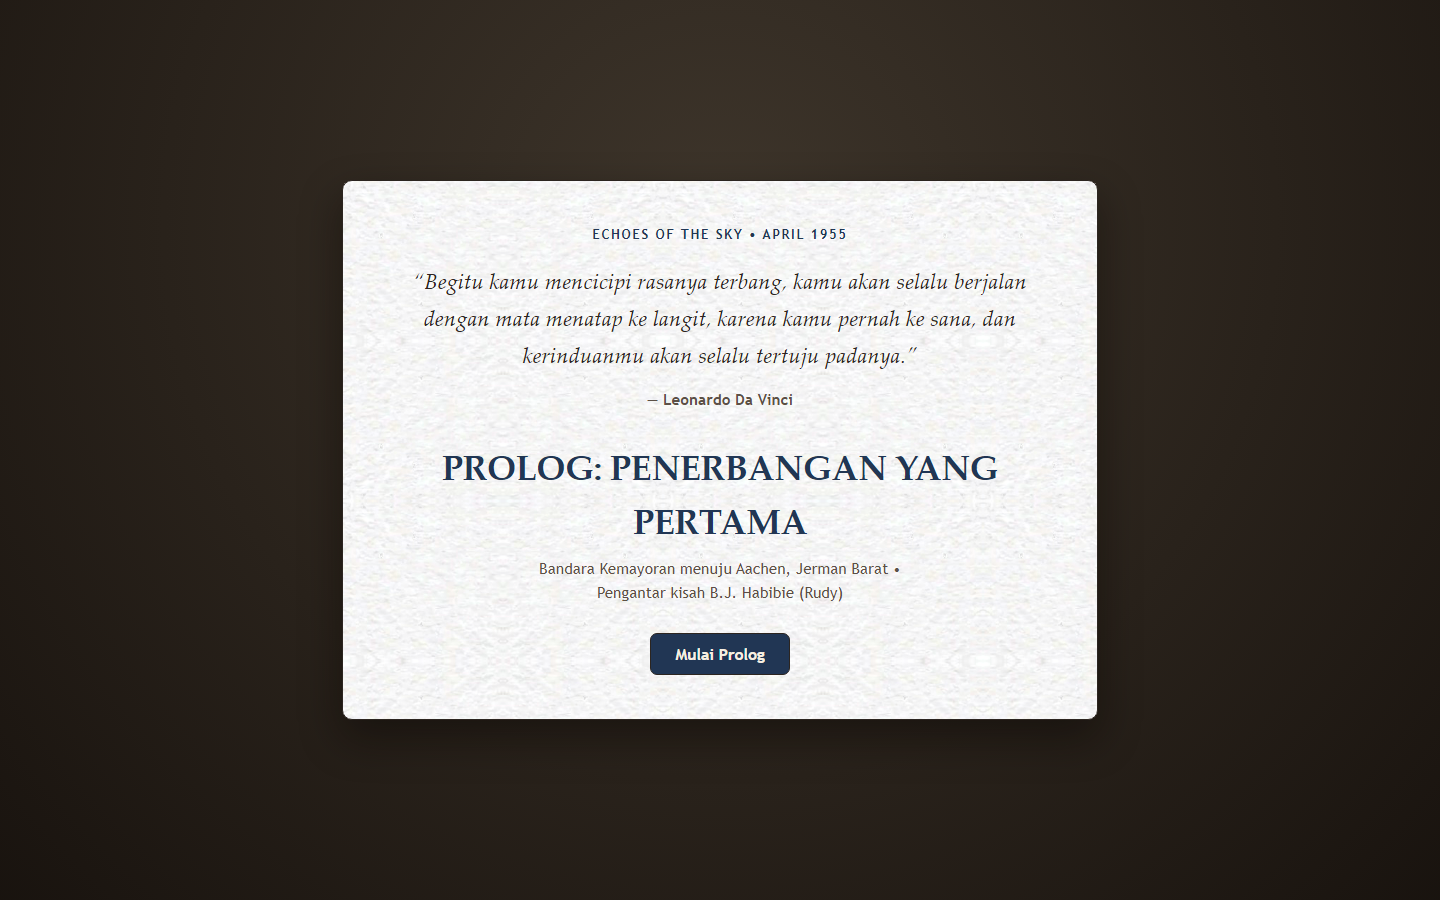 ECHOES OF THE SKY • APRIL 1955
“Begitu kamu mencicipi rasanya terbang, kamu akan selalu berjalan
dengan mata menatap ke langit, karena kamu pernah ke sana, dan
kerinduanmu akan selalu tertuju padanya.”
— Leonardo Da Vinci
PROLOG: PENERBANGAN YANG
PERTAMA
Bandara Kemayoran menuju Aachen, Jerman Barat •
Pengantar kisah B.J. Habibie (Rudy)
Mulai Prolog